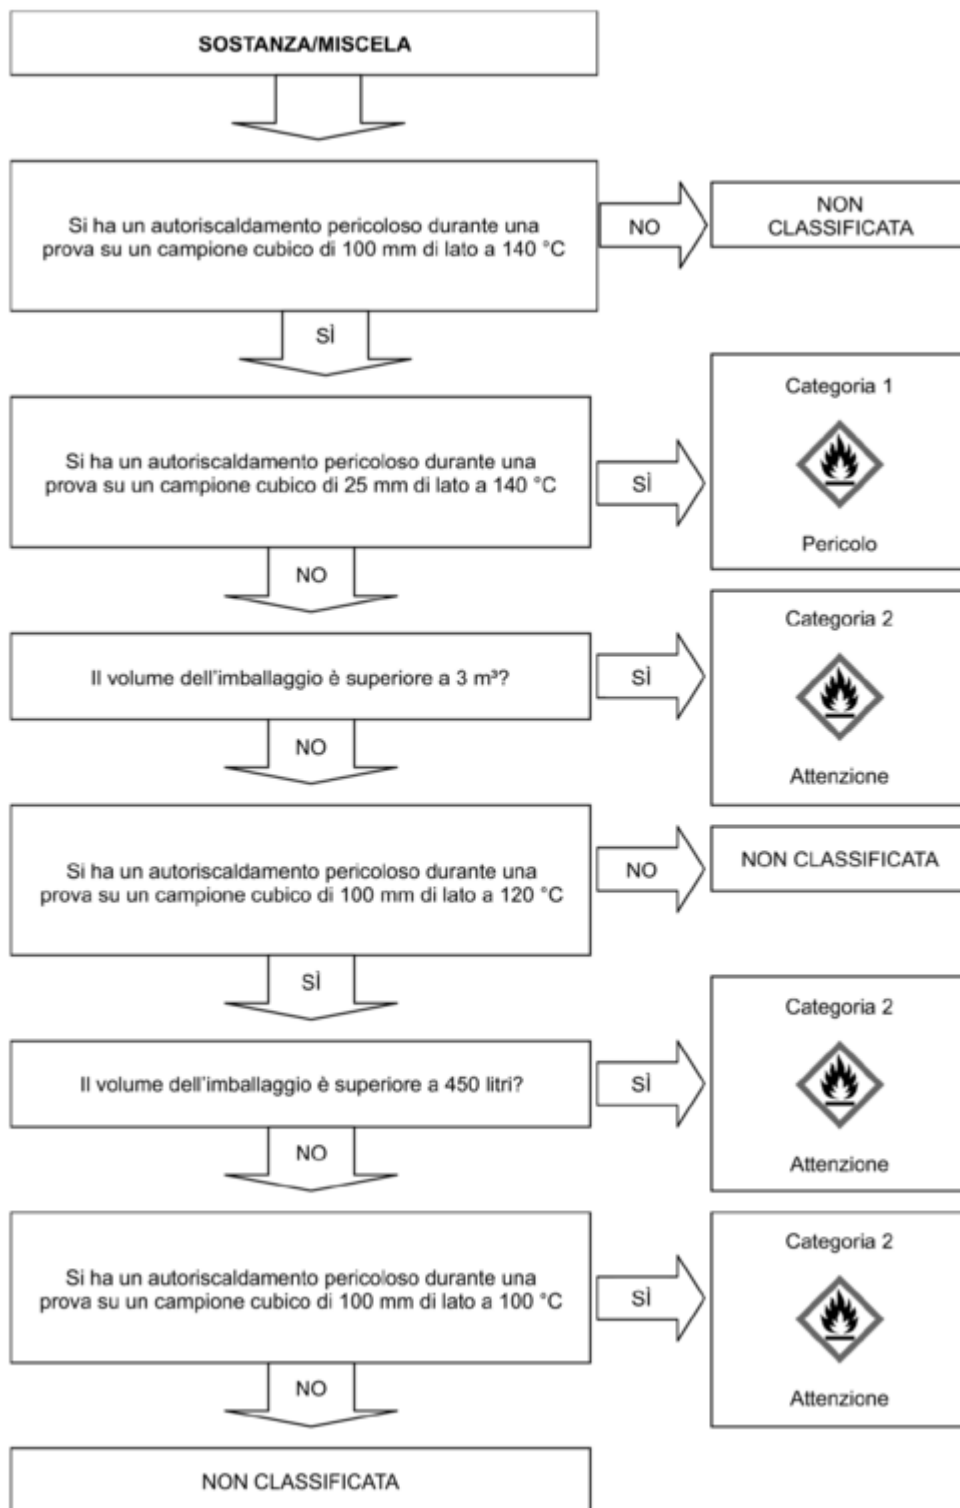 SOSTANZA/MISCELA
Si ha un autoriscaldamento pericoloso durante una
prova su un campione cubico di 100 mm di lato a 140 °C
NO
NON
CLASSIFICATA
SÌ
Si ha un autoriscaldamento pericoloso durante una
prova su un campione cubico di 25 mm di lato a 140 °C
SÌ
Categoria 1
Pericolo
NO
Il volume dell'imballaggio è superiore a 3 m³?
SÌ
Categoria 2
Attenzione
NO
Si ha un autoriscaldamento pericoloso durante una
prova su un campione cubico di 100 mm di lato a 120 °C
NO
NON CLASSIFICATA
SÌ
Il volume dell'imballaggio è superiore a 450 litri?
SÌ
Categoria 2
Attenzione
NO
Si ha un autoriscaldamento pericoloso durante una
prova su un campione cubico di 100 mm di lato a 100 °C
SÌ
Categoria 2
Attenzione
NO
NON CLASSIFICATA